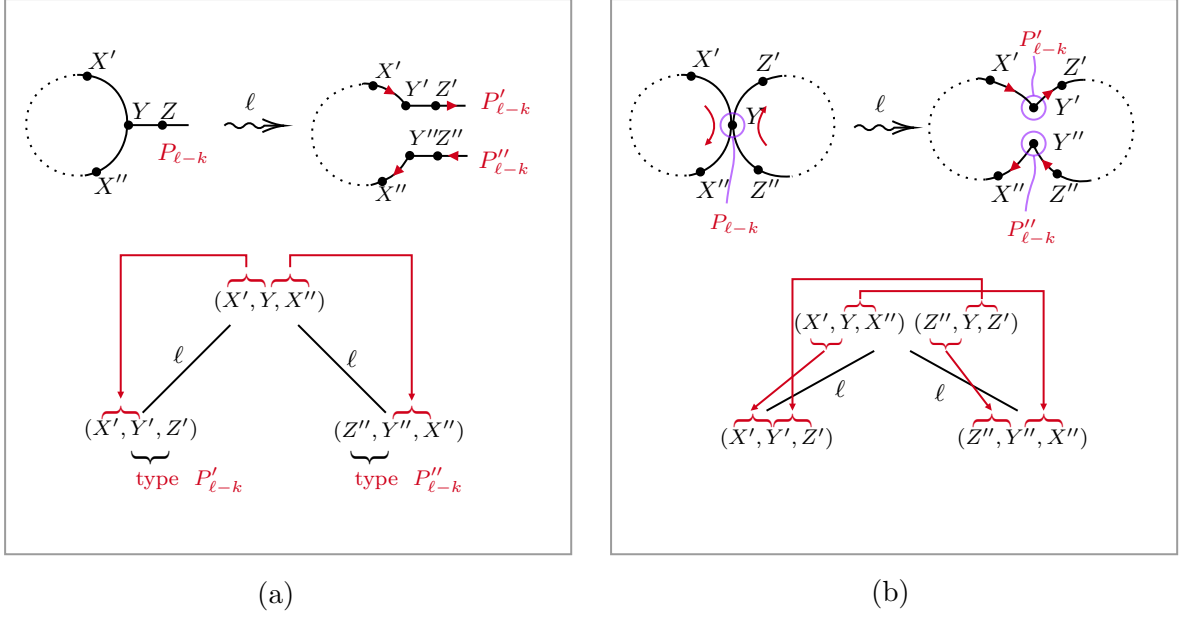 X′
Y Z
X″
P_{ℓ−k}
ℓ
X′
Y′ Z′
P′_{ℓ−k}
Y″Z″
P″_{ℓ−k}
X″
(X′, Y, X″)
ℓ ℓ
(X′, Y′, Z′) (Z″, Y″, X″)
type P′_{ℓ−k} type P″_{ℓ−k}
(a)
X′ Z′
Y
X″ Z″
P_{ℓ−k}
ℓ
P′_{ℓ−k}
X′ Z′
Y′
Y″
X″ Z″
P″_{ℓ−k}
(X′, Y, X″) (Z″, Y, Z′)
ℓ ℓ
(X′, Y′, Z′) (Z″, Y″, X″)
(b)